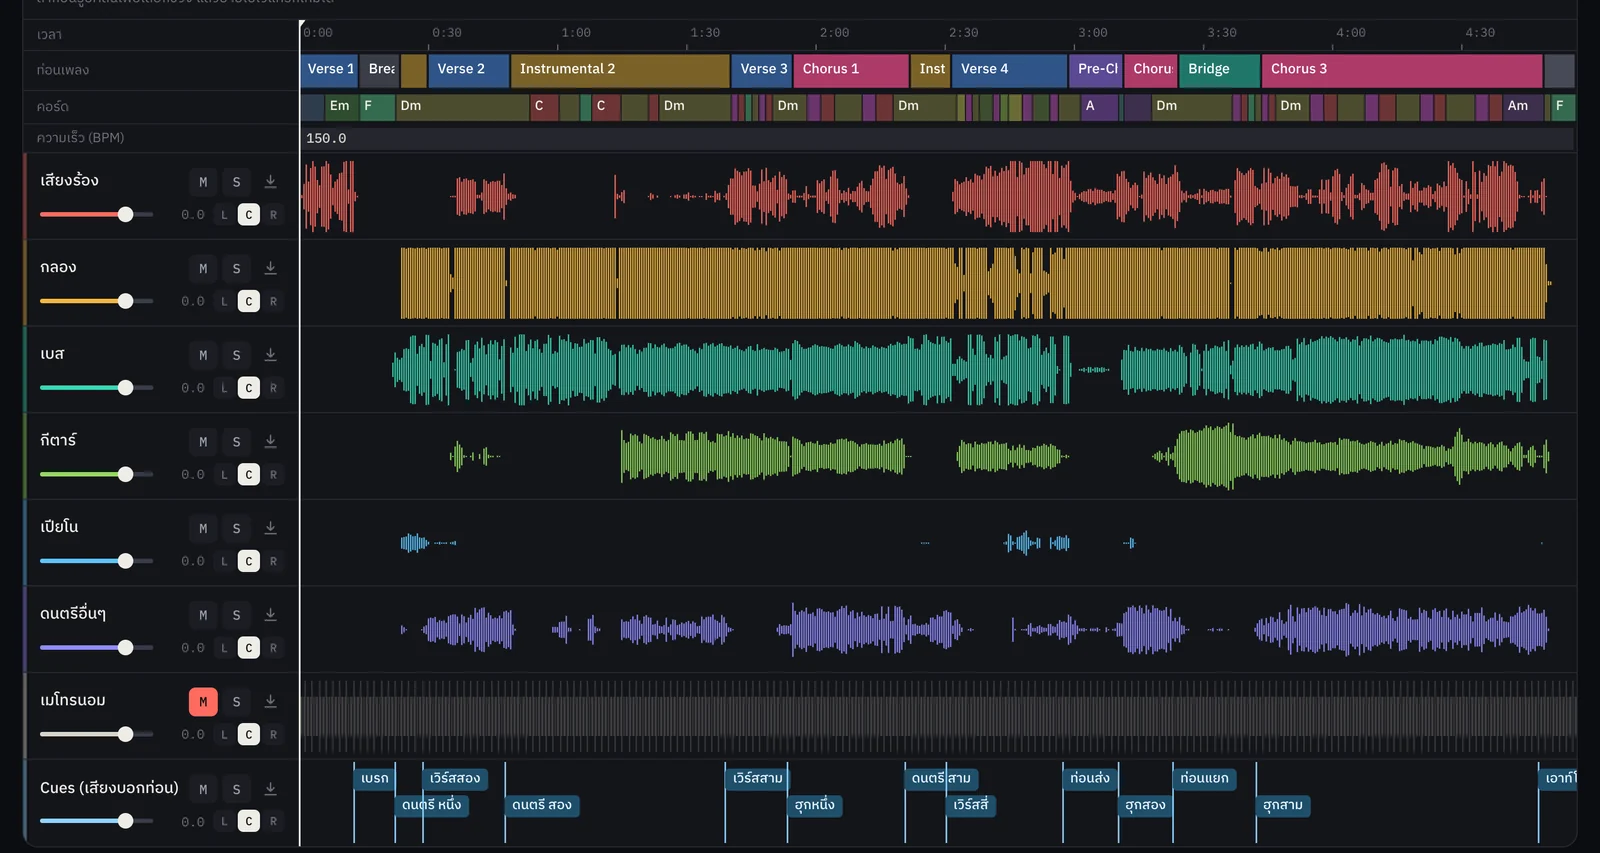 เวลา 0:00 0:30 1:00 1:30 2:00 2:30 3:00 3:30 4:00 4:30
ท่อนเพลง Verse 1 Brea Verse 2 Instrumental 2 Verse 3 Chorus 1 Inst Verse 4 Pre-Cl Chorus Bridge Chorus 3
คอร์ด Em F Dm C C Dm Dm Dm A Dm Dm Am F
ความเร็ว (BPM) 150.0
เสียงร้อง M S
0.0 L C R
กลอง M S
0.0 L C R
เบส M S
0.0 L C R
กีตาร์ M S
0.0 L C R
เปียโน M S
0.0 L C R
ดนตรีอื่นๆ M S
0.0 L C R
เมโทรนอม M S
0.0 L C R
Cues (เสียงบอกท่อน) M S
0.0 L C R
เบรก เวิร์สสอง เวิร์สสาม ดนตรีสาม ท่อนส่ง ท่อนแยก
ดนตรี หนึ่ง ดนตรี สอง ฮุกหนึ่ง เวิร์สสี่ ฮุกสอง ฮุกสาม